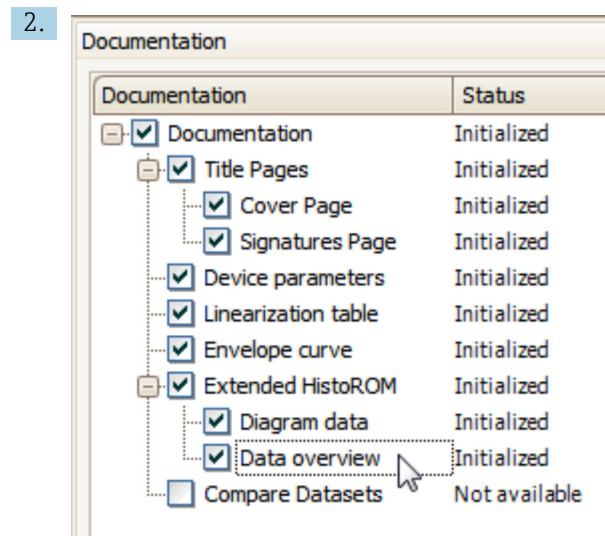 2.
Documentation
Documentation Status
Documentation Initialized
Title Pages Initialized
Cover Page Initialized
Signatures Page Initialized
Device parameters Initialized
Linearization table Initialized
Envelope curve Initialized
Extended HistoROM Initialized
Diagram data Initialized
Data overview Initialized
Compare Datasets Not available